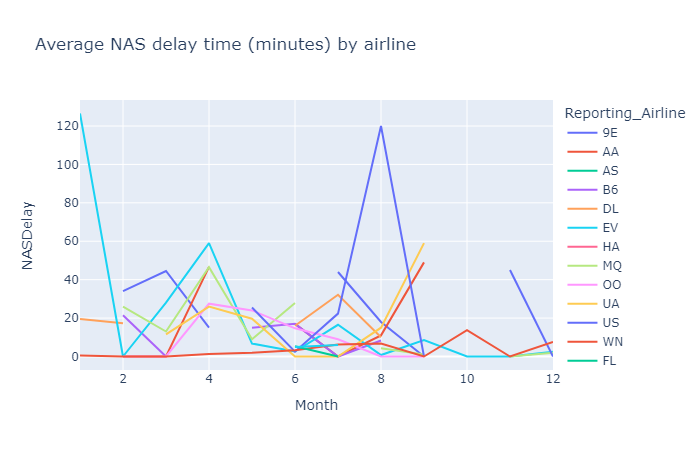 Average NAS delay time (minutes) by airline
Reporting_Airline
9E
AA
AS
B6
DL
EV
HA
MQ
OO
UA
US
WN
FL
NASDelay
120
100
80
60
40
20
0
2
4
6
8
10
12
Month